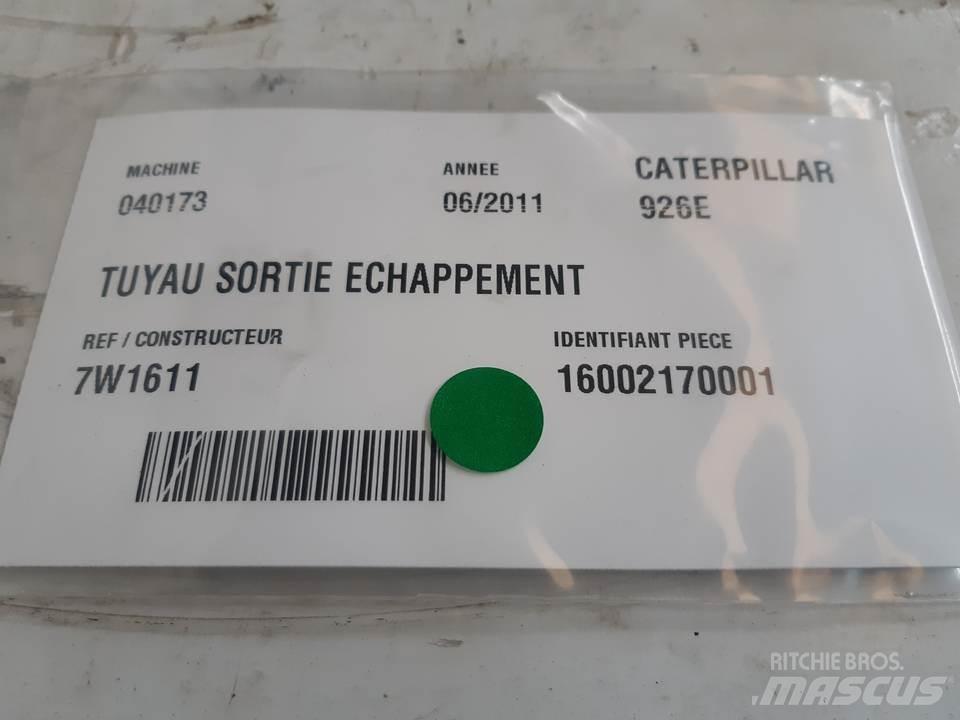 MACHINE ANNEE CATERPILLAR
040173 06/2011 926E
TUYAU SORTIE ECHAPPEMENT
REF / CONSTRUCTEUR IDENTIFIANT PIECE
7W1611 16002170001
RITCHIE BROS.
MASCUS